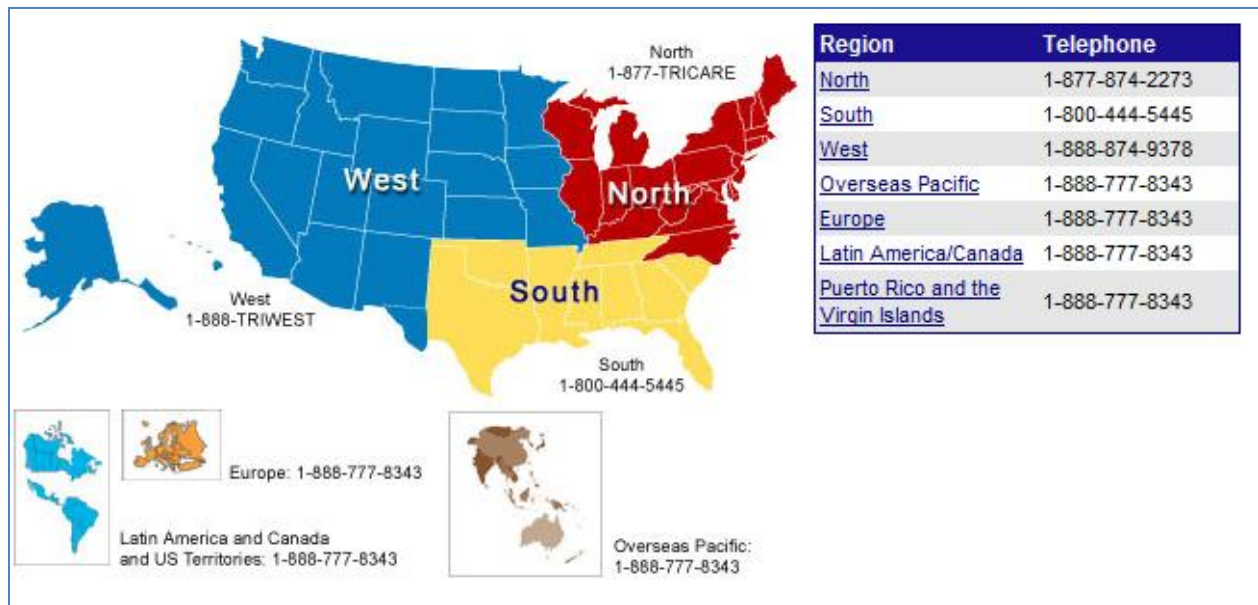 North
1-877-TRICARE
West
North
South
West
1-888-TRIWEST
South
1-800-444-5445
Europe: 1-888-777-8343
Latin America and Canada
and US Territories: 1-888-777-8343
Overseas Pacific:
1-888-777-8343
Region Telephone
North 1-877-874-2273
South 1-800-444-5445
West 1-888-874-9378
Overseas Pacific 1-888-777-8343
Europe 1-888-777-8343
Latin America/Canada 1-888-777-8343
Puerto Rico and the
Virgin Islands 1-888-777-8343